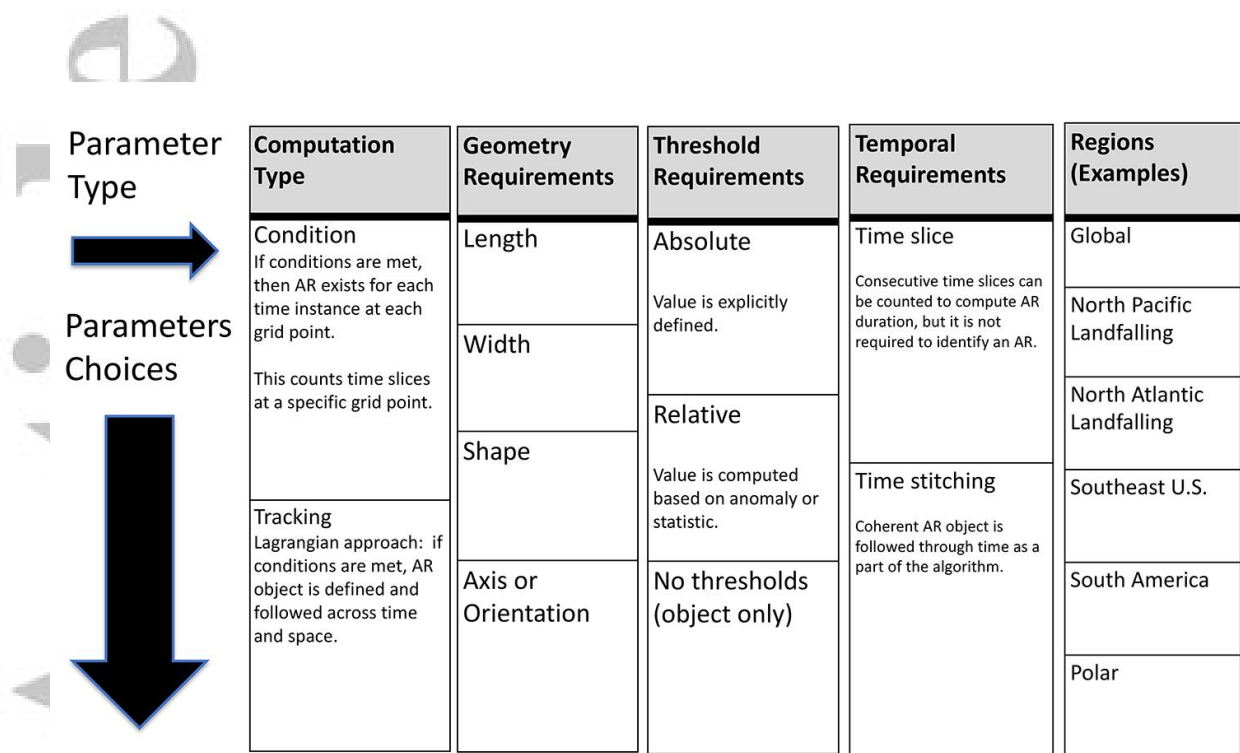 Parameter
Type
Parameters
Choices
Computation
Type
Condition
If conditions are met,
then AR exists for each
time instance at each
grid point.
This counts time slices
at a specific grid point.
Tracking
Lagrangian approach: if
conditions are met, AR
object is defined and
followed across time
and space.
Geometry
Requirements
Length
Width
Shape
Axis or
Orientation
Threshold
Requirements
Absolute
Value is explicitly
defined.
Relative
Value is computed
based on anomaly or
statistic.
No thresholds
(object only)
Temporal
Requirements
Time slice
Consecutive time slices can
be counted to compute AR
duration, but it is not
required to identify an AR.
Time stitching
Coherent AR object is
followed through time as a
part of the algorithm.
Regions
(Examples)
Global
North Pacific
Landfalling
North Atlantic
Landfalling
Southeast U.S.
South America
Polar